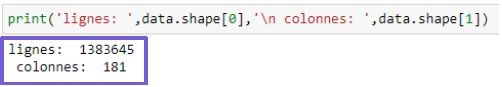 print('lignes: ',data.shape[0],'\n colonnes: ',data.shape[1])
lignes:  1383645
 colonnes:  181